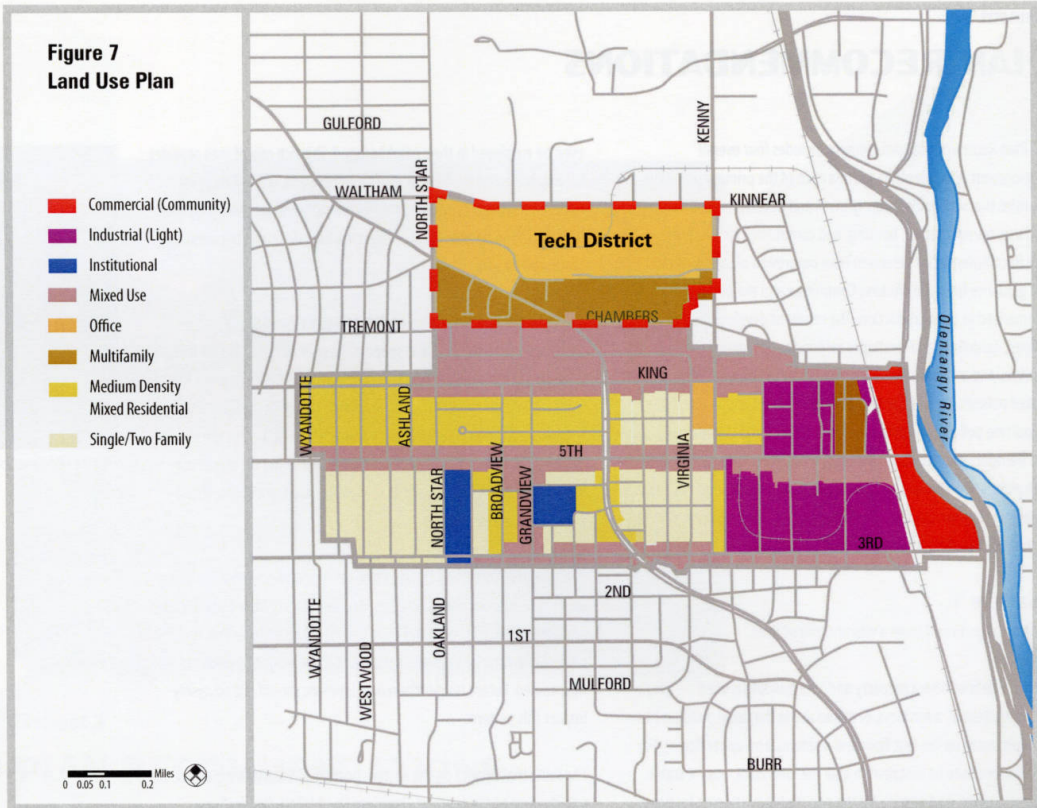 Figure 7
Land Use Plan
Commercial (Community)
Industrial (Light)
Institutional
Mixed Use
Office
Multifamily
Medium Density
Mixed Residential
Single/Two Family
0 0.05 0.1 0.2 Miles
GULFORD
WALTHAM
NORTH STAR
KENNY
KINNEAR
Tech District
CHAMBERS
TREMONT
KING
WYANDOTTE
ASHLAND
5TH
VIRGINIA
NORTH STAR
BROADVIEW
GRANDVIEW
3RD
Olentangy River
2ND
1ST
WYANDOTTE
WESTWOOD
OAKLAND
MULFORD
BURR
RECOMMENDATIONS